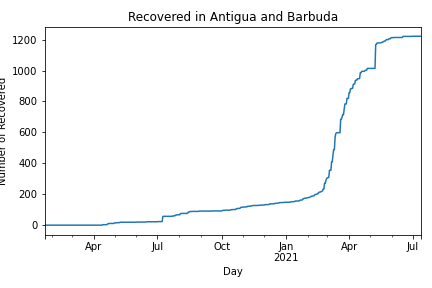 Recovered in Antigua and Barbuda
Number of Recovered
1200
1000
800
600
400
200
0
Apr Jul Oct Jan Apr Jul
2021
Day